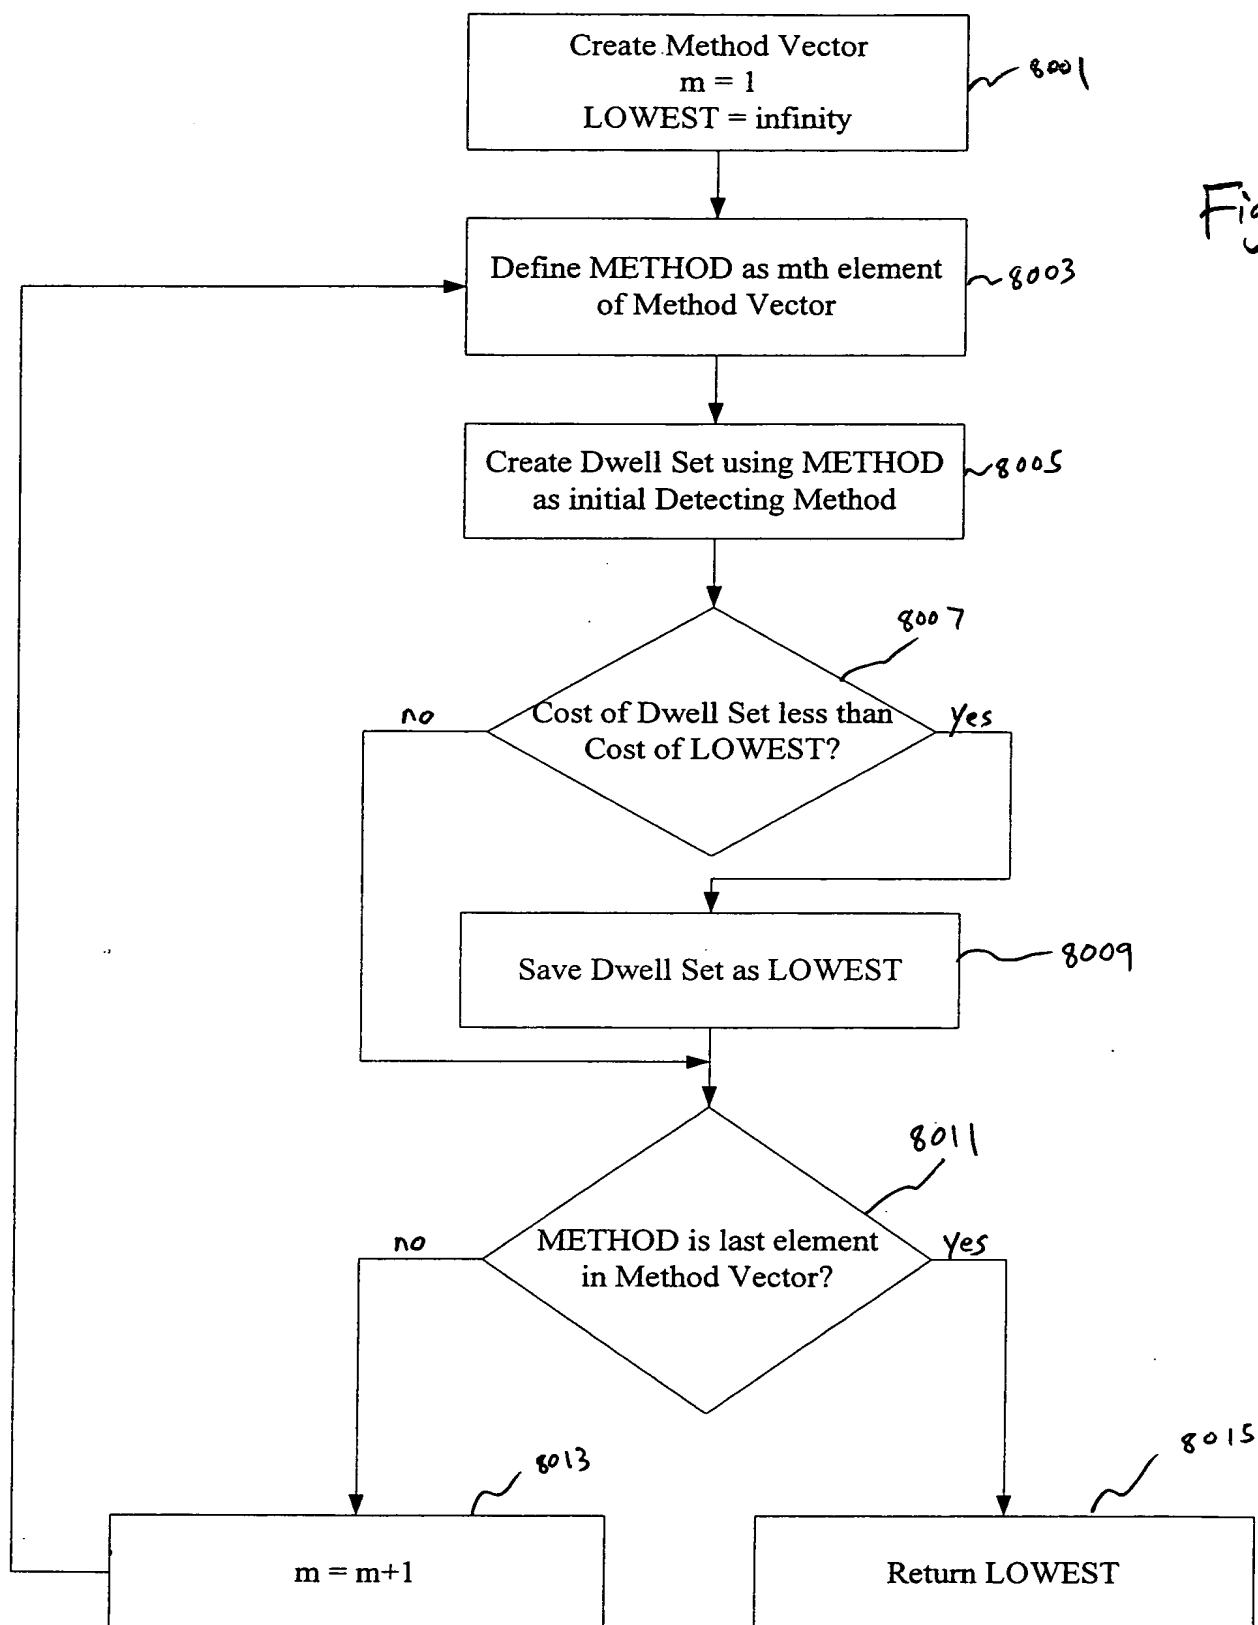 Create Method Vector
m = 1
LOWEST = infinity
8001
Define METHOD as mth element
of Method Vector
8003
Create Dwell Set using METHOD
as initial Detecting Method
8005
8007
no
Cost of Dwell Set less than
Cost of LOWEST?
Yes
Save Dwell Set as LOWEST
8009
8011
no
METHOD is last element
in Method Vector?
Yes
8013
m = m+1
8015
Return LOWEST